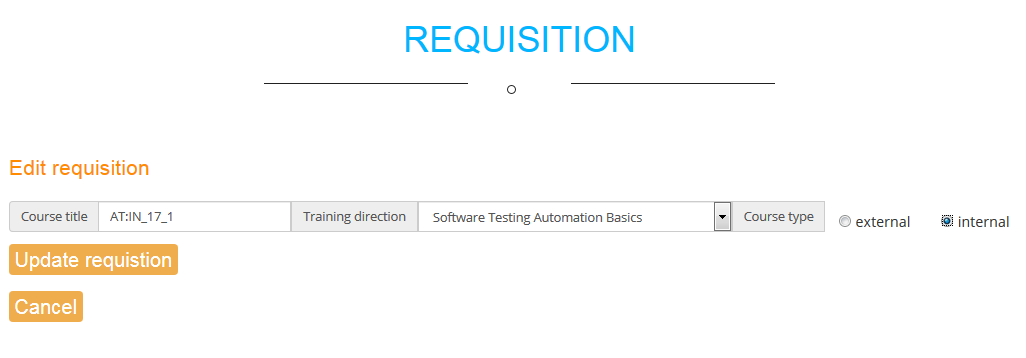 REQUISITION
Edit requisition
Course title AT:IN_17_1 Training direction Software Testing Automation Basics Course type external internal
Update requistion
Cancel